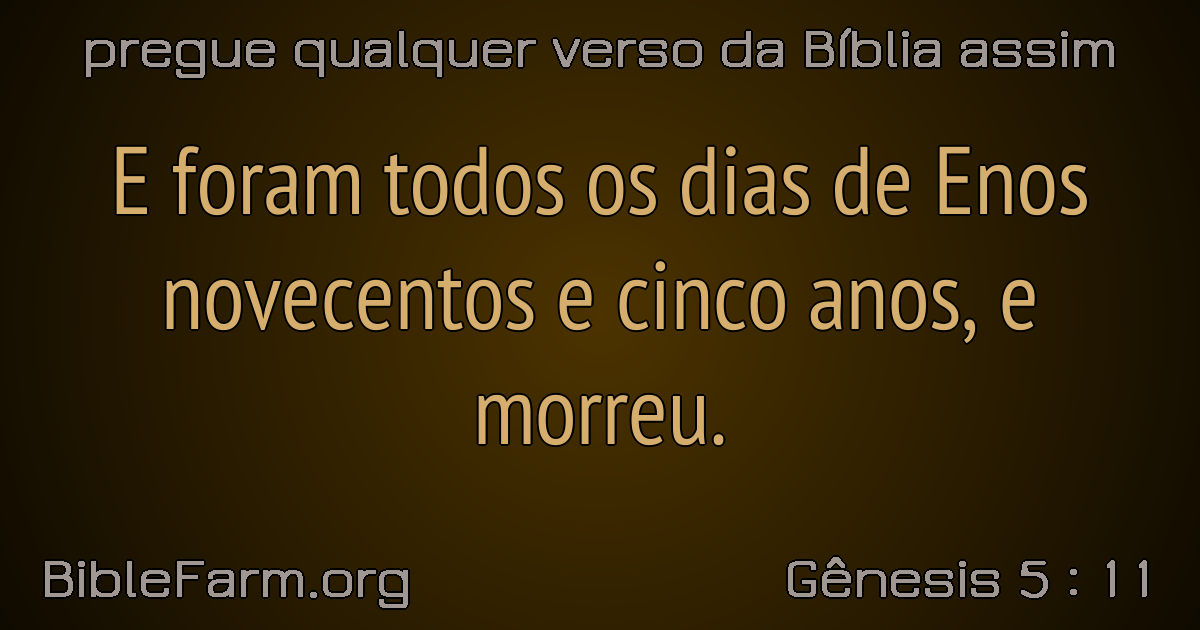 pregue qualquer verso da Bíblia assim
E foram todos os dias de Enos
novecentos e cinco anos, e
morreu.
BibleFarm.org
Gênesis 5 : 11